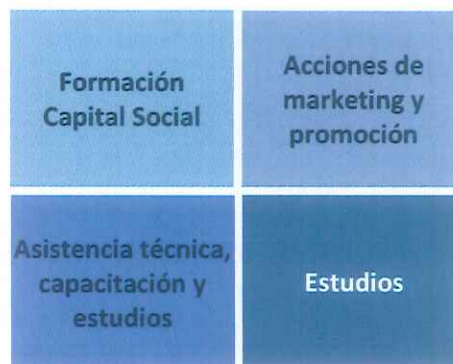 Formación
Capital Social
Acciones de
marketing y
promoción
Asistencia técnica,
capacitación y
estudios
Estudios